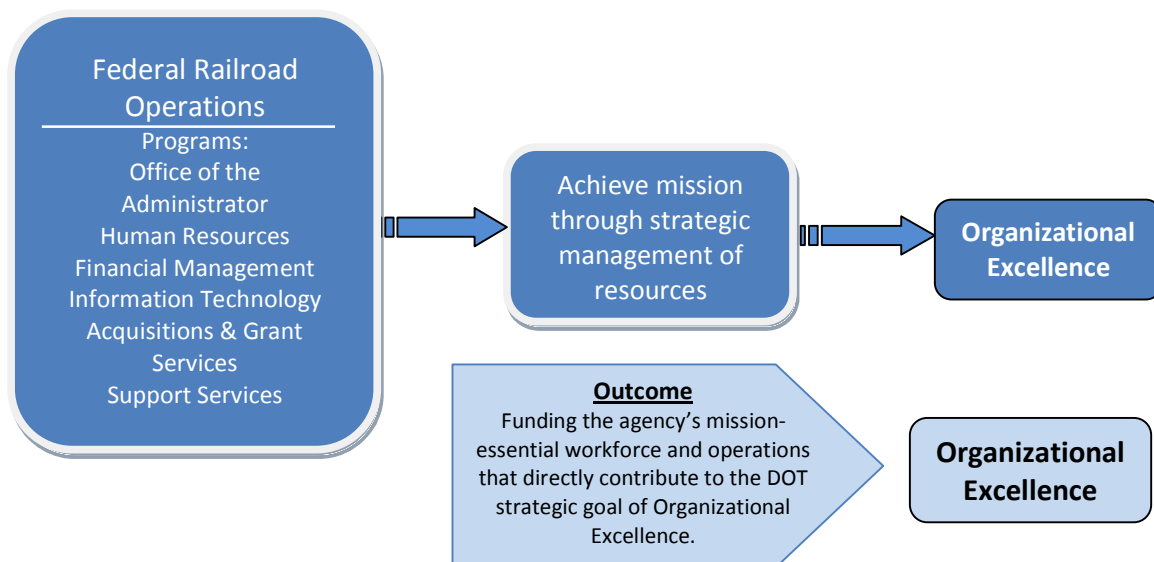 Federal Railroad
Operations
Programs:
Office of the
Administrator
Human Resources
Financial Management
Information Technology
Acquisitions & Grant
Services
Support Services
Achieve mission
through strategic
management of
resources
Organizational
Excellence
Outcome
Funding the agency’s mission-
essential workforce and operations
that directly contribute to the DOT
strategic goal of Organizational
Excellence.
Organizational
Excellence